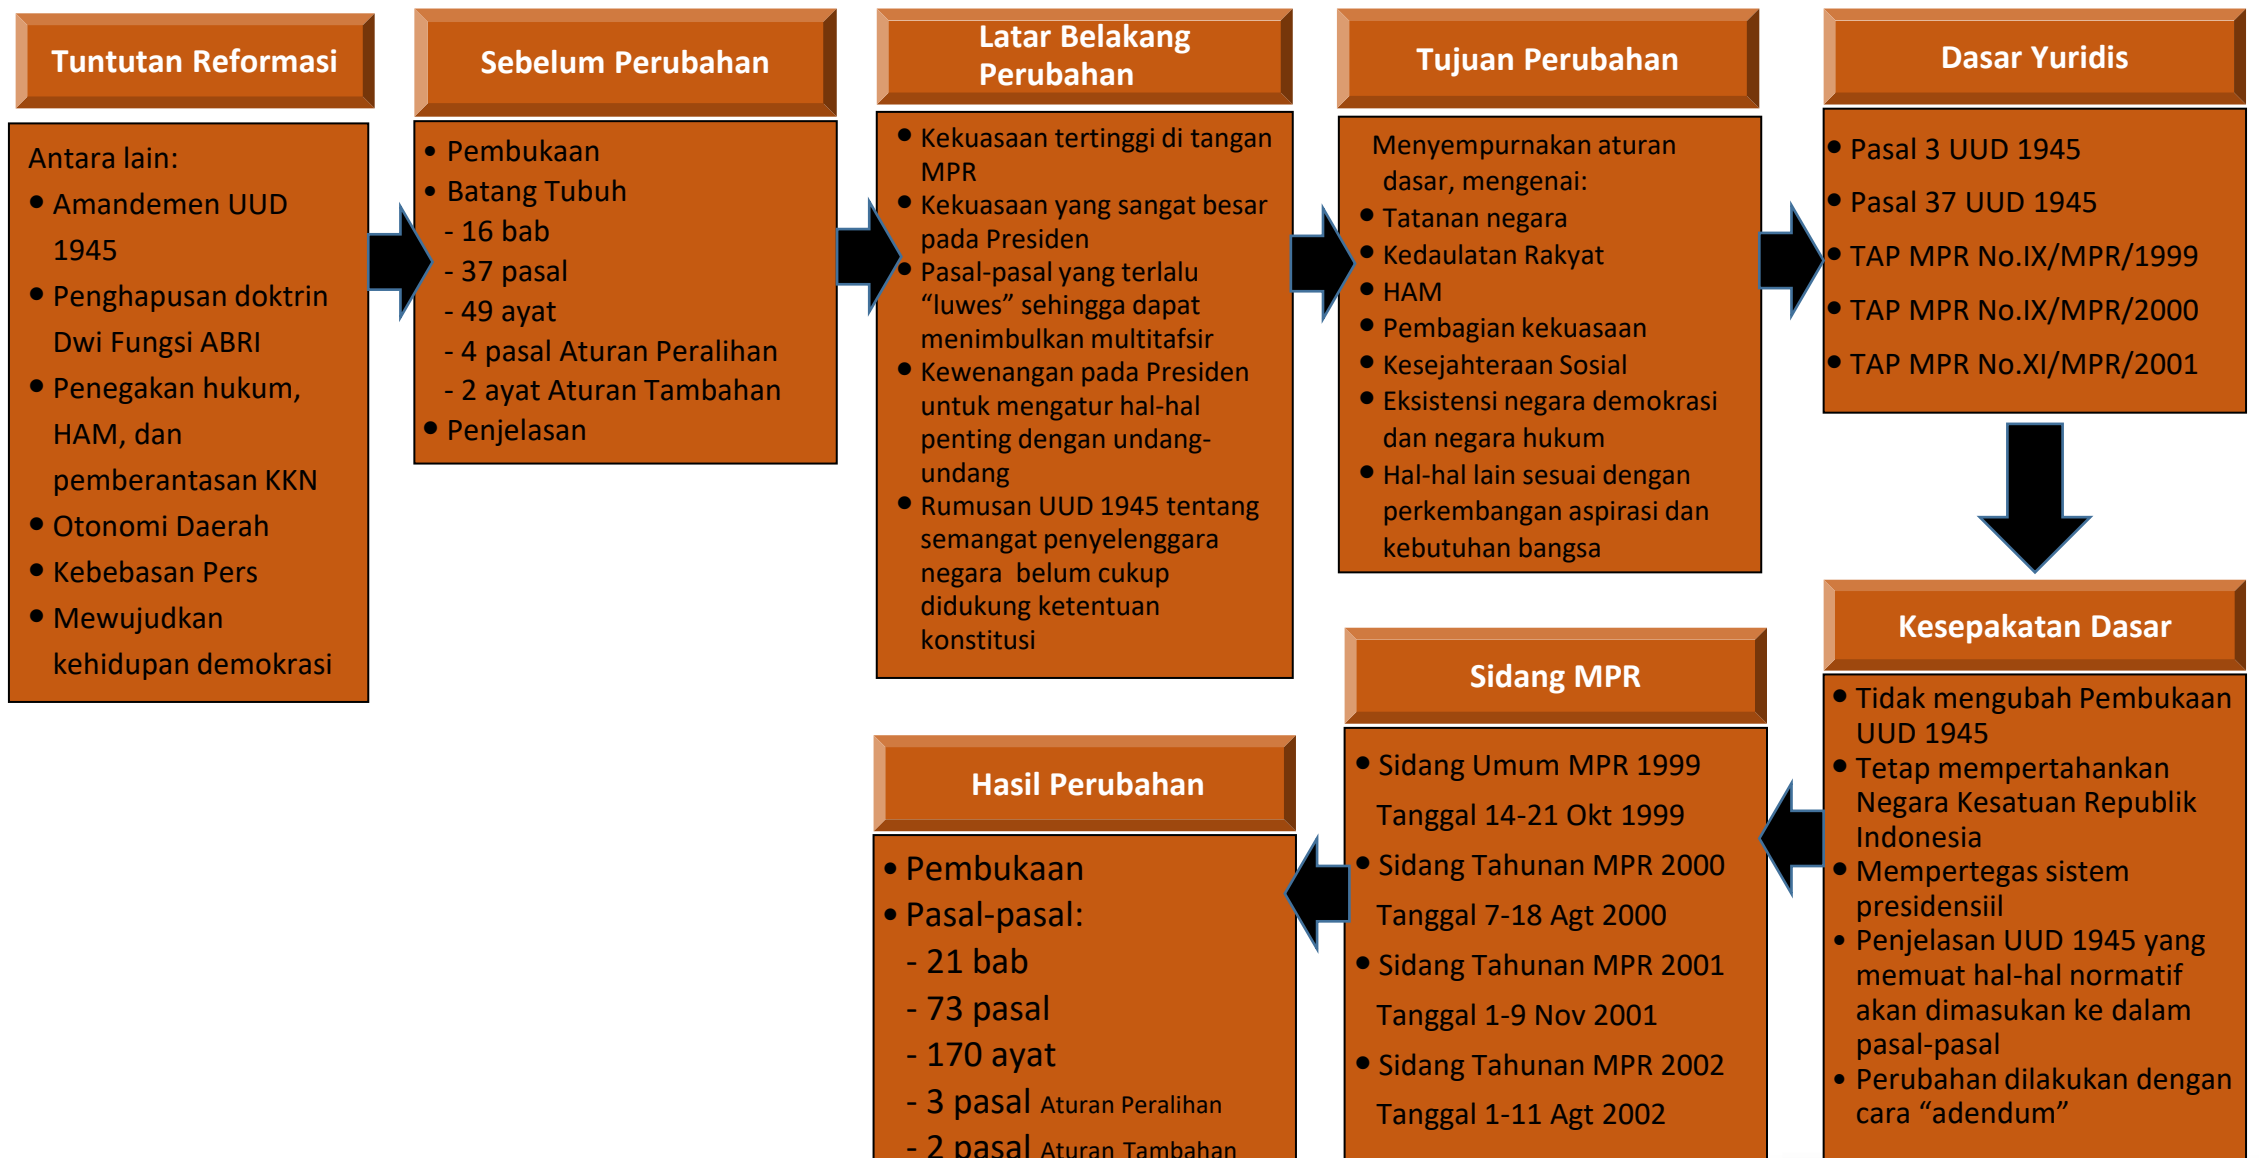 Tuntutan Reformasi
Antara lain:
● Amandemen UUD
1945
● Penghapusan doktrin
Dwi Fungsi ABRI
● Penegakan hukum,
HAM, dan
pemberantasan KKN
● Otonomi Daerah
● Kebebasan Pers
● Mewujudkan
kehidupan demokrasi
Sebelum Perubahan
• Pembukaan
• Batang Tubuh
- 16 bab
- 37 pasal
- 49 ayat
- 4 pasal Aturan Peralihan
- 2 ayat Aturan Tambahan
● Penjelasan
Latar Belakang
Perubahan
● Kekuasaan tertinggi di tangan
MPR
● Kekuasaan yang sangat besar
pada Presiden
● Pasal-pasal yang terlalu
“luwes” sehingga dapat
menimbulkan multitafsir
● Kewenangan pada Presiden
untuk mengatur hal-hal
penting dengan undang-
undang
● Rumusan UUD 1945 tentang
semangat penyelenggara
negara belum cukup
didukung ketentuan
konstitusi
Tujuan Perubahan
Menyempurnakan aturan
dasar, mengenai:
● Tatanan negara
● Kedaulatan Rakyat
● HAM
● Pembagian kekuasaan
● Kesejahteraan Sosial
● Eksistensi negara demokrasi
dan negara hukum
● Hal-hal lain sesuai dengan
perkembangan aspirasi dan
kebutuhan bangsa
Dasar Yuridis
● Pasal 3 UUD 1945
● Pasal 37 UUD 1945
● TAP MPR No.IX/MPR/1999
● TAP MPR No.IX/MPR/2000
● TAP MPR No.XI/MPR/2001
Kesepakatan Dasar
● Tidak mengubah Pembukaan
UUD 1945
● Tetap mempertahankan
Negara Kesatuan Republik
Indonesia
● Mempertegas sistem
presidensiil
• Penjelasan UUD 1945 yang
memuat hal-hal normatif
akan dimasukan ke dalam
pasal-pasal
• Perubahan dilakukan dengan
cara “adendum”
Sidang MPR
● Sidang Umum MPR 1999
Tanggal 14-21 Okt 1999
● Sidang Tahunan MPR 2000
Tanggal 7-18 Agt 2000
● Sidang Tahunan MPR 2001
Tanggal 1-9 Nov 2001
● Sidang Tahunan MPR 2002
Tanggal 1-11 Agt 2002
Hasil Perubahan
• Pembukaan
• Pasal-pasal:
- 21 bab
- 73 pasal
- 170 ayat
- 3 pasal Aturan Peralihan
- 2 pasal Aturan Tambahan